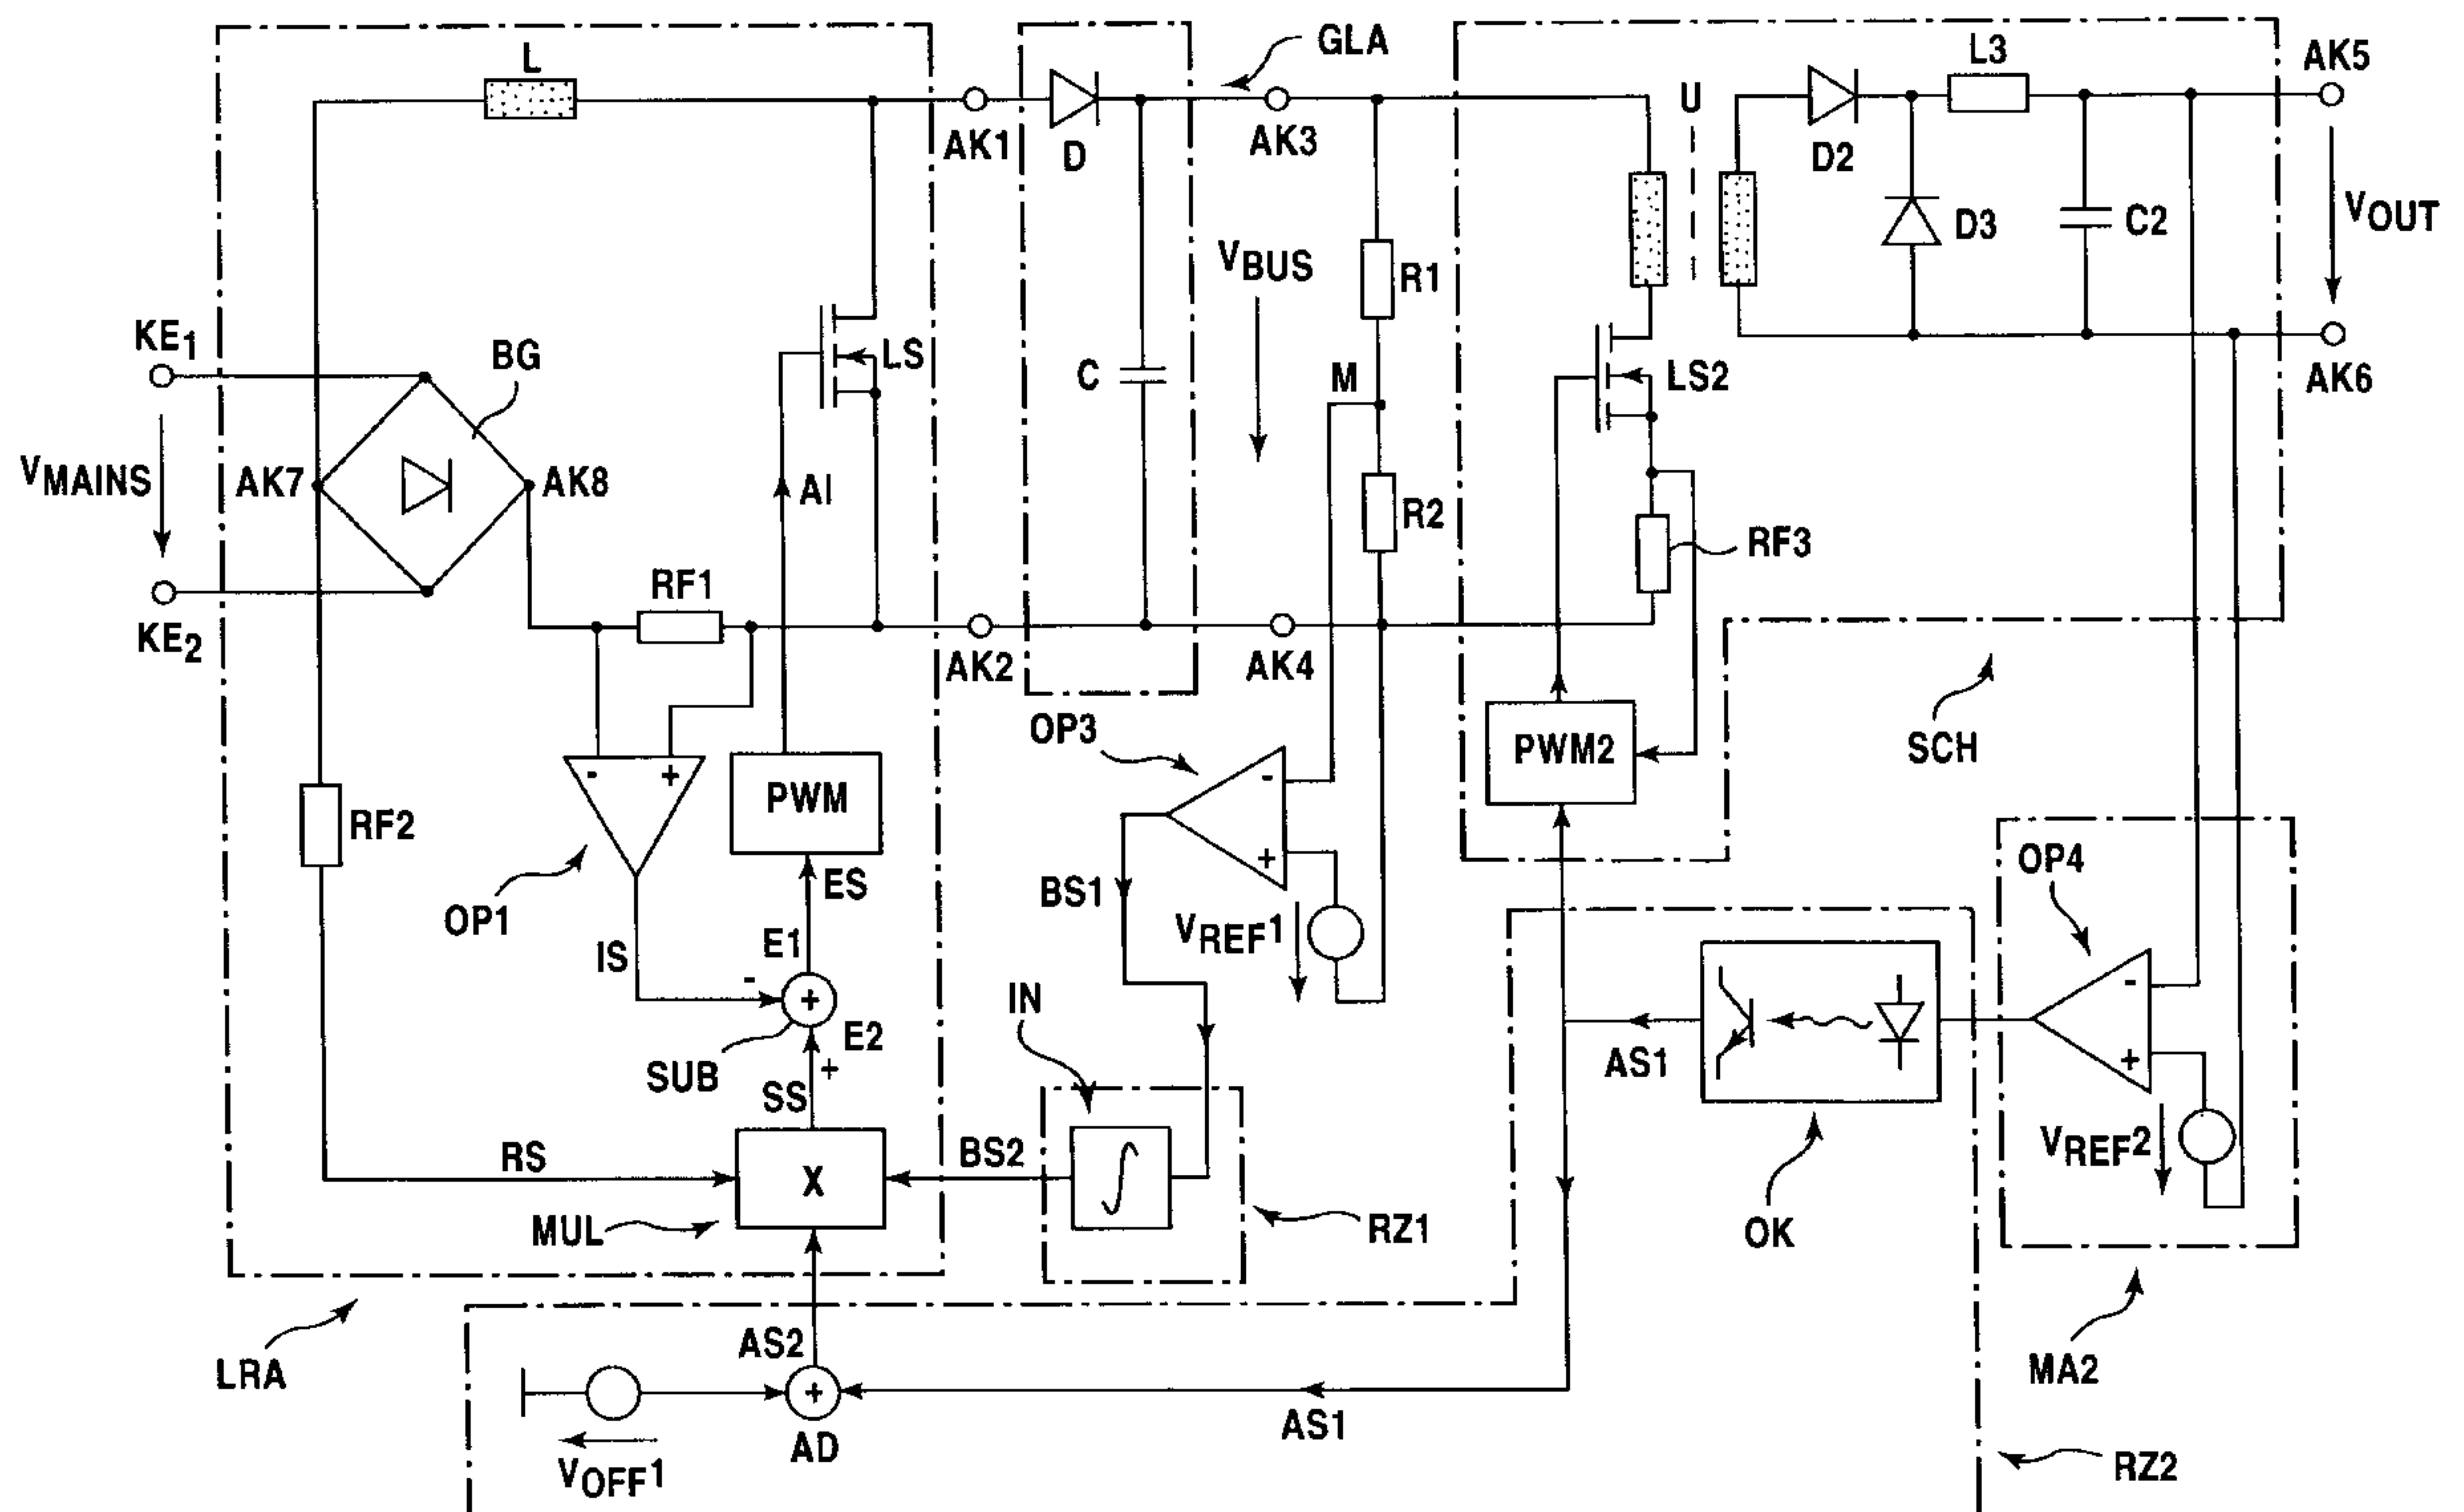 L
GLA
L3
AK5
AK1
D
AK3
U
D2
VBUS
R1
D3
C2
VOUT
KE1
BG
LS
C
M
LS2
AK6
VMAINS
AK7
AK8
AI
R2
RF3
KE2
RF1
AK2
AK4
OP3
SCH
- +
PWM
-
PWM2
RF2
OP1
ES
+
BS1
VREF1
OP4
IS
E1
-
+
IN
-
SUB
E2
+
SS
AS1
+
RS
X
BS2
∫
VREF2
MUL
RZ1
OK
LRA
AS2
MA2
+
AD
AS1
VOFF1
RZ2